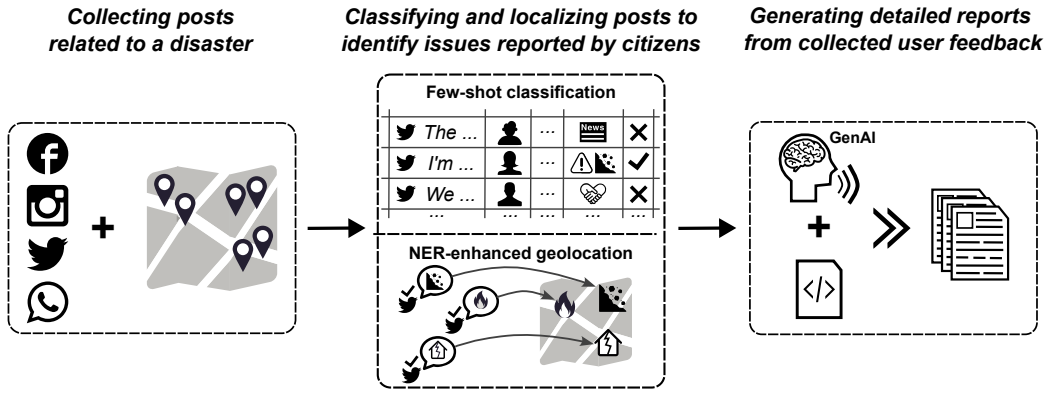 Collecting posts
related to a disaster
Classifying and localizing posts to
identify issues reported by citizens
Generating detailed reports
from collected user feedback
Few-shot classification
The ... ... News
I'm ... ...
We ... ...
... ... ... ... ...
NER-enhanced geolocation
GenAI
</>